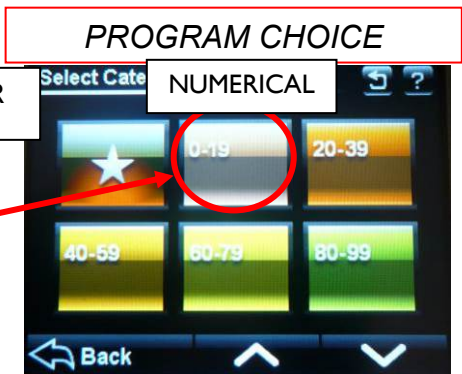 PROGRAM CHOICE
Select Cate
NUMERICAL
?
R
0-19
20-39
40-59
60-79
80-99
Back